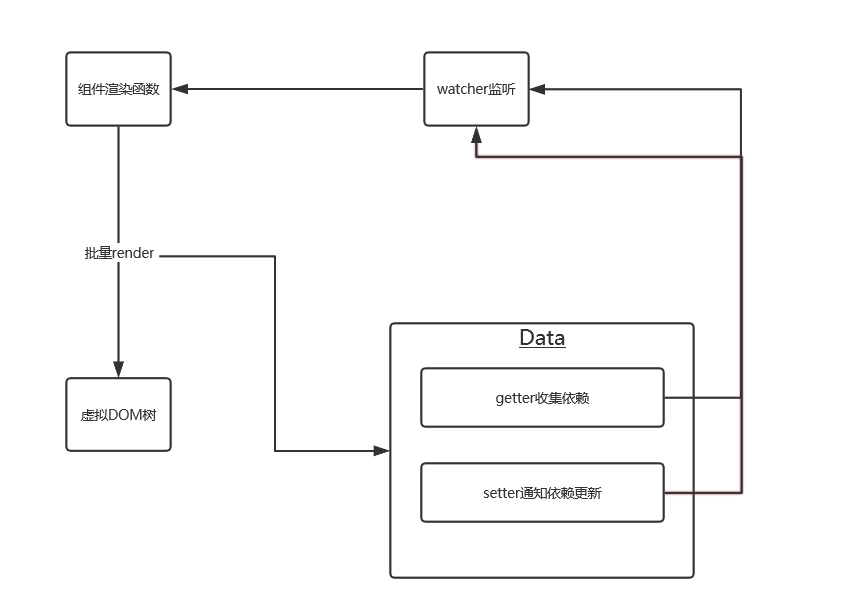 组件渲染函数
watcher监听
批量render
虚拟DOM树
Data
getter收集依赖
setter通知依赖更新